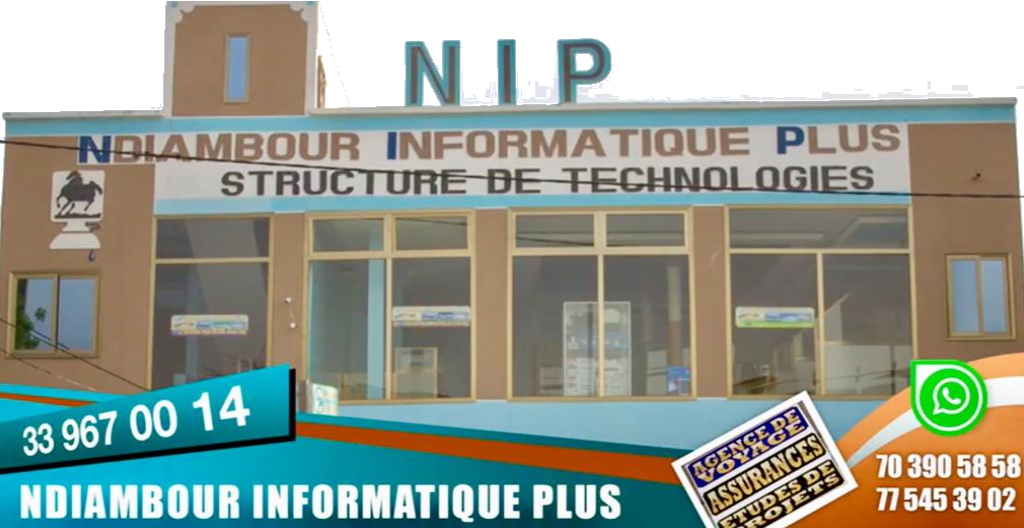 NIP
NDIAMBOUR INFORMATIQUE PLUS
STRUCTURE DE TECHNOLOGIES
33 967 00 14
NDIAMBOUR INFORMATIQUE PLUS
AGENCE DE
VOYAGE
ASSURANCES
ETUDES DE
PROJETS
70 390 58 58
77 545 39 02